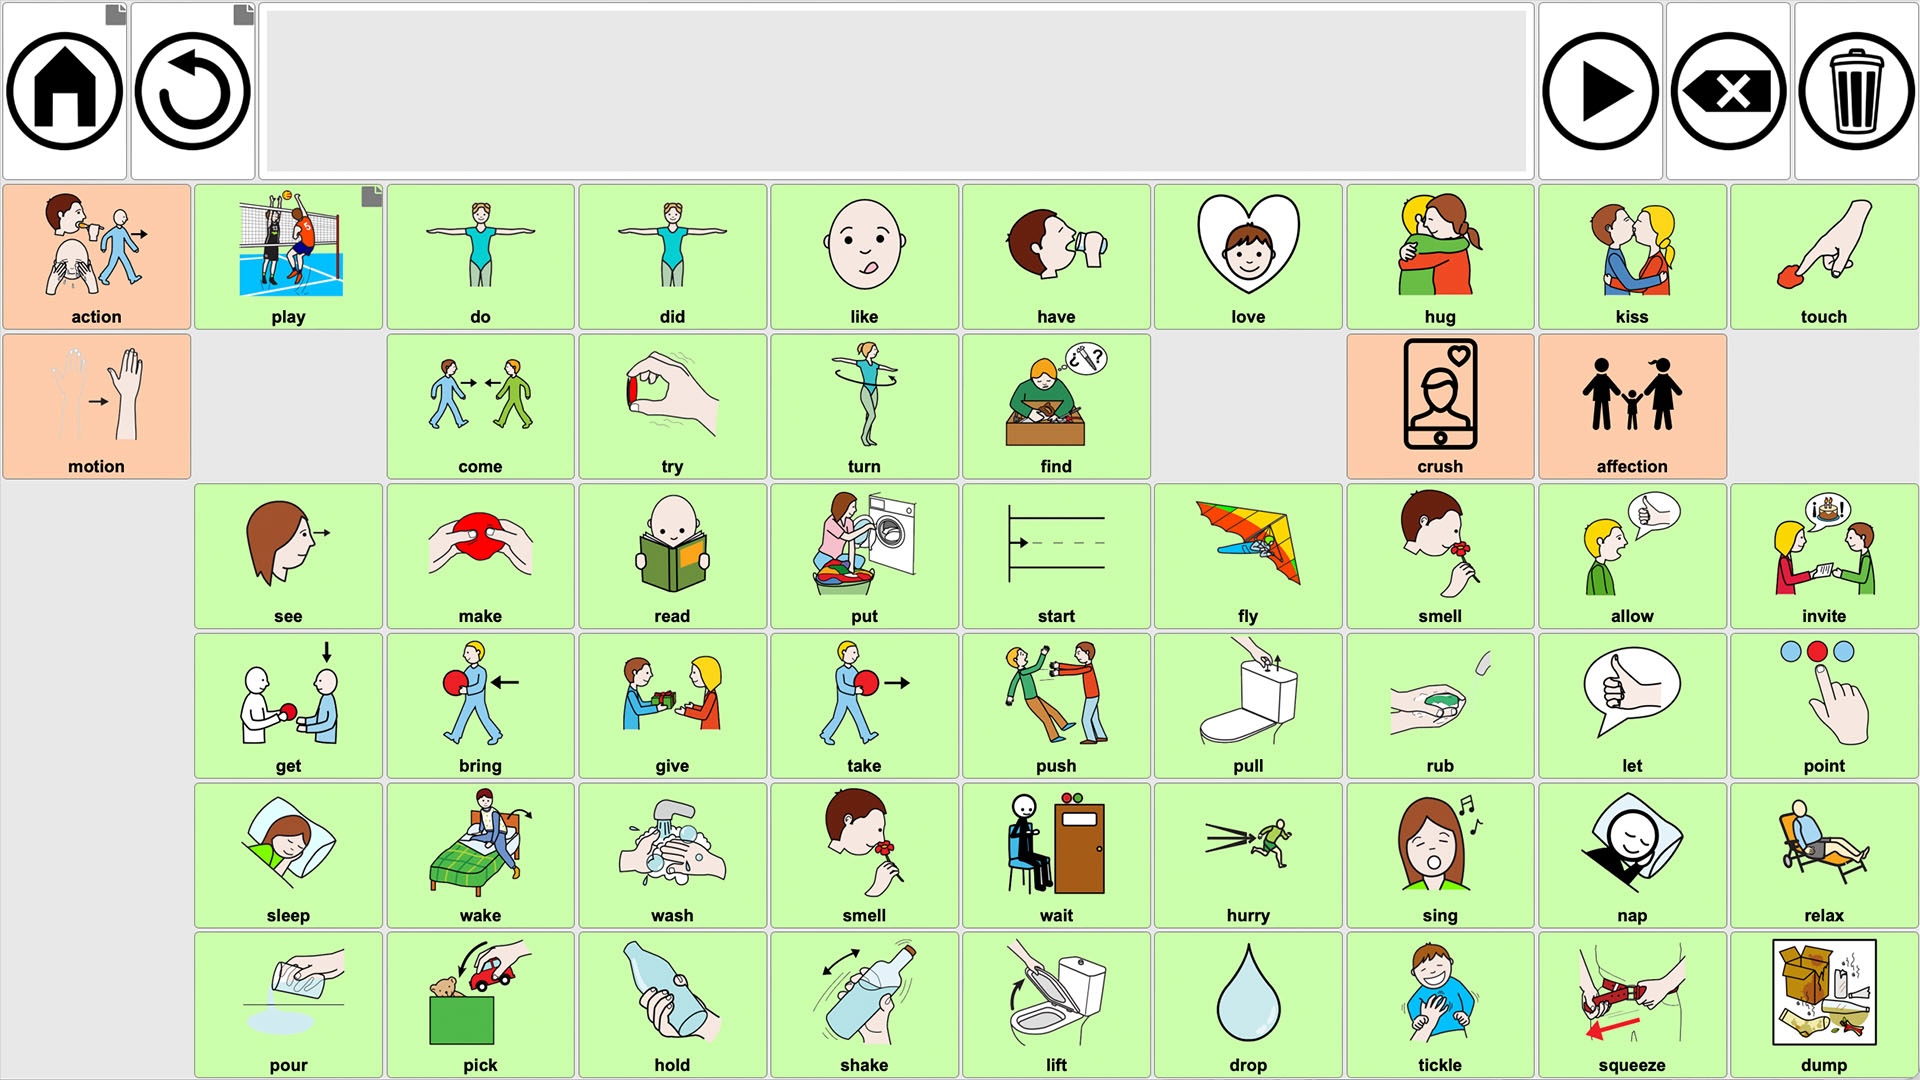 action
play
do
did
like
have
love
hug
kiss
touch
motion
come
try
turn
find
crush
affection
see
make
read
put
start
fly
smell
allow
invite
get
bring
give
take
push
pull
rub
let
point
sleep
wake
wash
smell
wait
hurry
sing
nap
relax
pour
pick
hold
shake
lift
drop
tickle
squeeze
dump